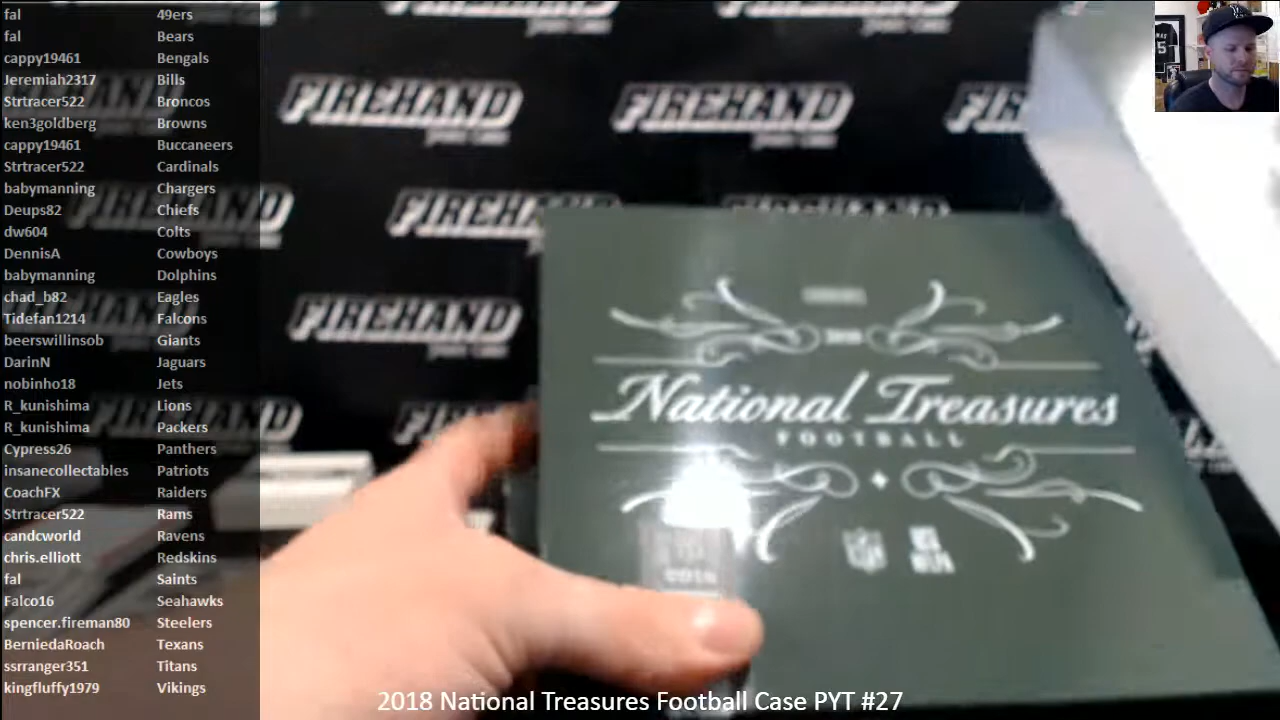 fal 49ers
fal Bears
cappy19461 Bengals
Jeremiah2317 Bills
Strtracer522 Broncos
ken3goldberg Browns
cappy19461 Buccaneers
Strtracer522 Cardinals
babymanning Chargers
Deups82 Chiefs
dw604 Colts
DennisA Cowboys
babymanning Dolphins
chad_b82 Eagles
Tidefan1214 Falcons
beerswillinsob Giants
DarinN Jaguars
nobinho18 Jets
R_kunishima Lions
R_kunishima Packers
Cypress26 Panthers
insanecollectables Patriots
CoachFX Raiders
Strtracer522 Rams
candcworld Ravens
chris.elliott Redskins
fal Saints
Falco16 Seahawks
spencer.fireman80 Steelers
BerniedaRoach Texans
ssrranger351 Titans
kingfluffy1979 Vikings
FIREHAND
FIREHAND
FIREHAND
FIREHAND
National Treasures
FOOTBALL
2018 National Treasures Football Case PYT #27